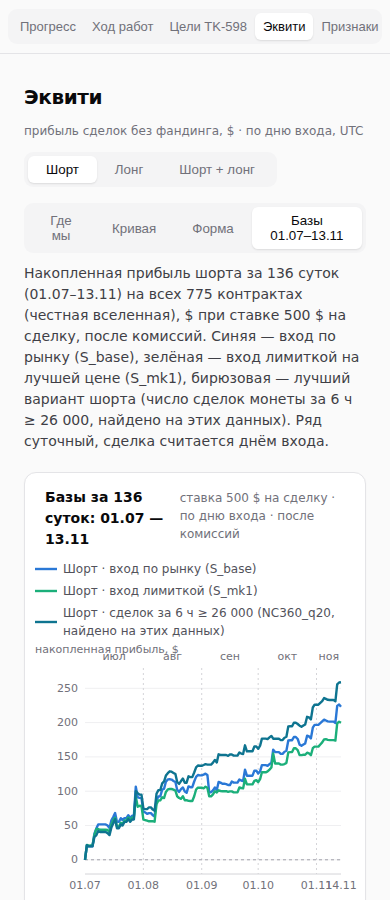 Прогресс Ход работ Цели TK-598 Эквити Признаки
Эквити
прибыль сделок без фандинга, $ · по дню входа, UTC
Шорт Лонг Шорт + лонг
Где мы Кривая Форма Базы 01.07–13.11
Накопленная прибыль шорта за 136 суток
(01.07–13.11) на всех 775 контрактах
(честная вселенная), $ при ставке 500 $ на
сделку, после комиссий. Синяя — вход по
рынку (S_base), зелёная — вход лимиткой на
лучшей цене (S_mk1), бирюзовая — лучший
вариант шорта (число сделок монеты за 6 ч
≥ 26 000, найдено на этих данных). Ряд
суточный, сделка считается днём входа.
Базы за 136
суток: 01.07 —
13.11
ставка 500 $ на сделку ·
по дню входа · после
комиссий
Шорт · вход по рынку (S_base)
Шорт · вход лимиткой (S_mk1)
Шорт · сделок за 6 ч ≥ 26 000 (NC360_q20,
найдено на этих данных)
накопленная прибыль, $
июл авг сен окт ноя
250
200
150
100
50
0
01.07 01.08 01.09 01.10 01.11 14.11